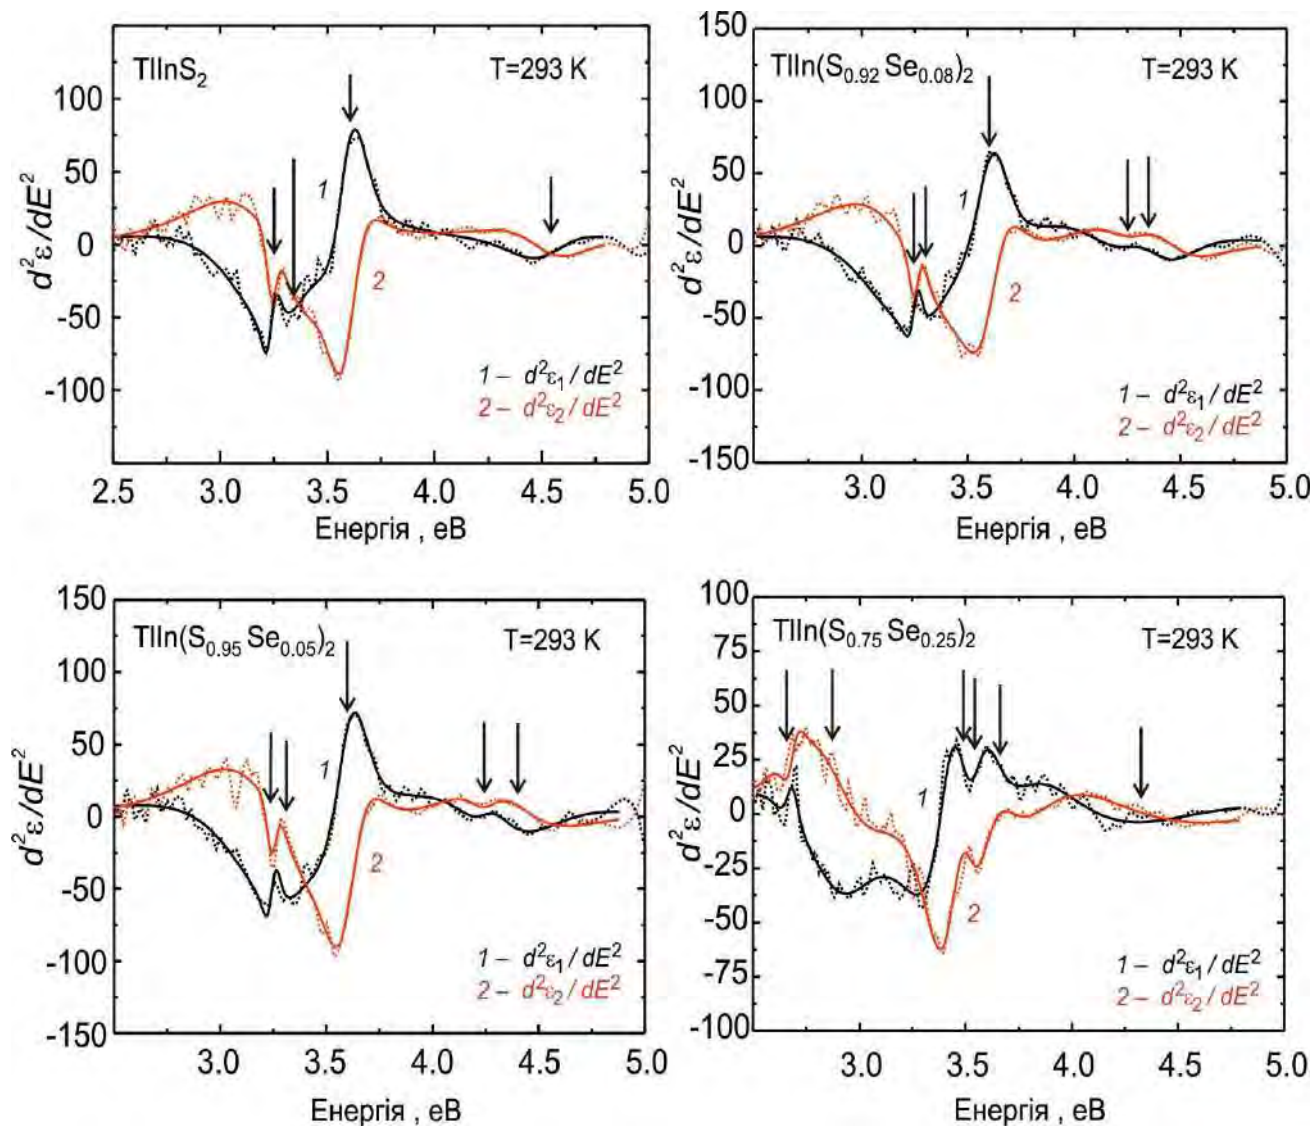 TlInS₂ T=293 K
d²ε/dE²
100
50
0
-50
-100
1
2
1 – d²ε₁/dE²
2 – d²ε₂/dE²
2.5 3.0 3.5 4.0 4.5 5.0
Енергія , еВ
TlIn(S₀.₉₂Se₀.₀₈)₂ T=293 K
d²ε/dE²
150
100
50
0
-50
-100
-150
1
2
1 – d²ε₁/dE²
2 – d²ε₂/dE²
3.0 3.5 4.0 4.5 5.0
Енергія , еВ
TlIn(S₀.₉₅Se₀.₀₅)₂ T=293 K
d²ε/dE²
150
100
50
0
-50
-100
-150
1
2
1 – d²ε₁/dE²
2 – d²ε₂/dE²
3.0 3.5 4.0 4.5 5.0
Енергія , еВ
TlIn(S₀.₇₅Se₀.₂₅)₂ T=293 K
d²ε/dE²
100
75
50
25
0
-25
-50
-75
-100
1
2
1 – d²ε₁/dE²
2 – d²ε₂/dE²
3.0 3.5 4.0 4.5 5.0
Енергія , еВ